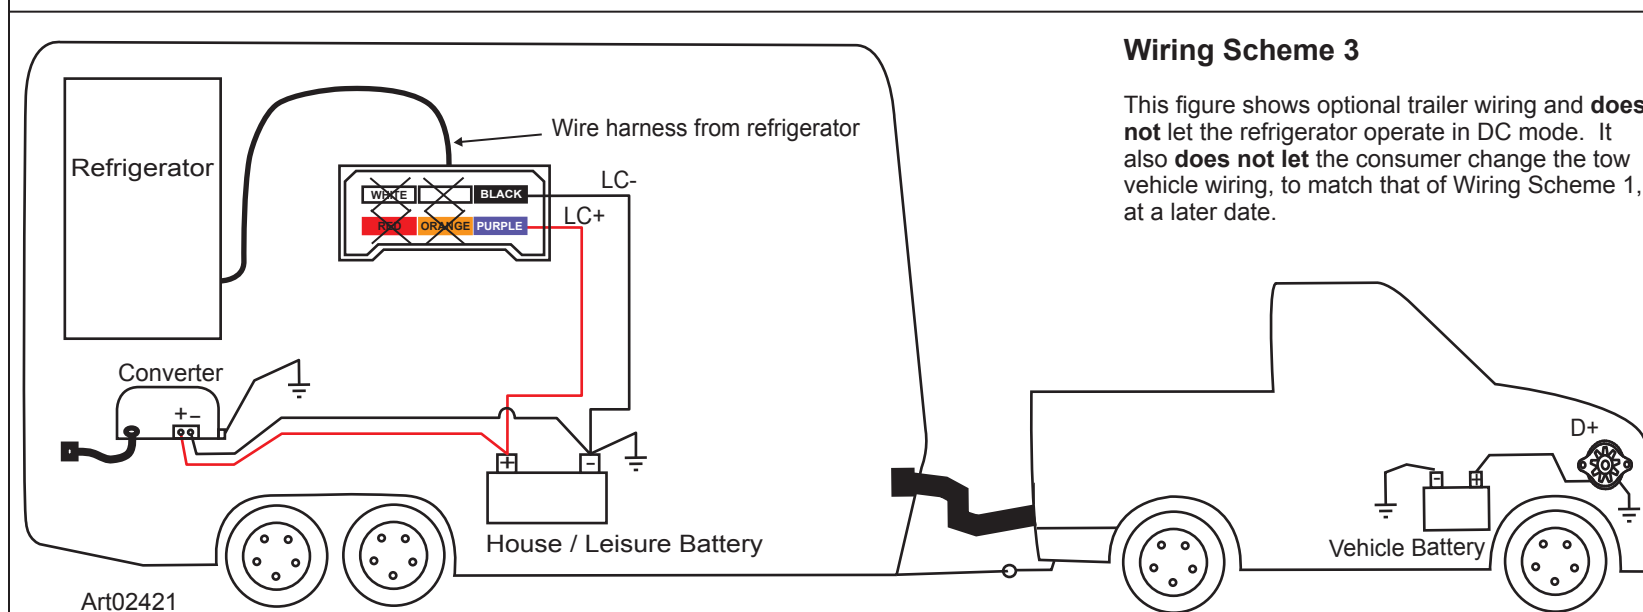 Wiring Scheme 3
This figure shows optional trailer wiring and does
not let the refrigerator operate in DC mode. It
also does not let the consumer change the tow
vehicle wiring, to match that of Wiring Scheme 1,
at a later date.
Wire harness from refrigerator
Refrigerator
LC-
WHITE BLACK
LC+
RED ORANGE PURPLE
Converter
+ -
D+
+ -
- +
House / Leisure Battery
Vehicle Battery
Art02421